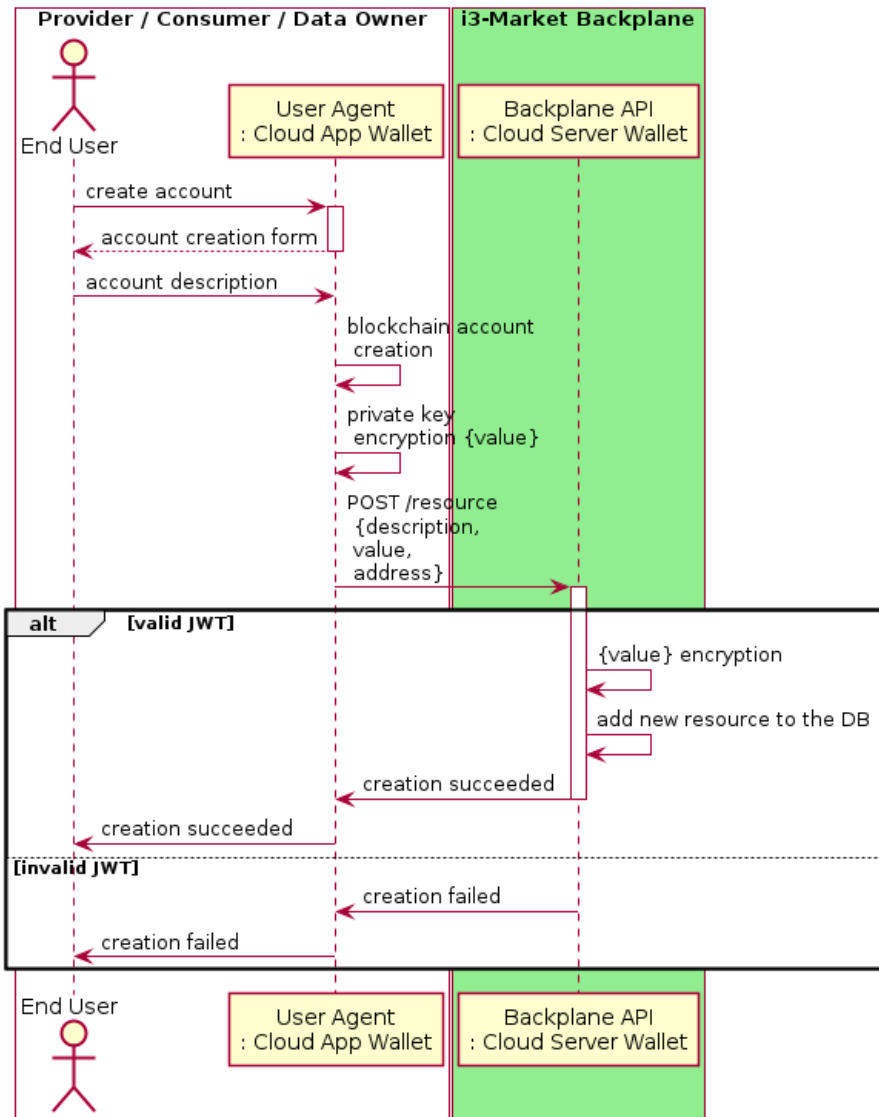 Provider / Consumer / Data Owner
i3-Market Backplane
End User
User Agent
: Cloud App Wallet
Backplane API
: Cloud Server Wallet
create account
account creation form
account description
blockchain account
creation
private key
encryption {value}
POST /resource
{description,
value,
address}
alt
[valid JWT]
{value} encryption
add new resource to the DB
creation succeeded
creation succeeded
[invalid JWT]
creation failed
creation failed
End User
User Agent
: Cloud App Wallet
Backplane API
: Cloud Server Wallet